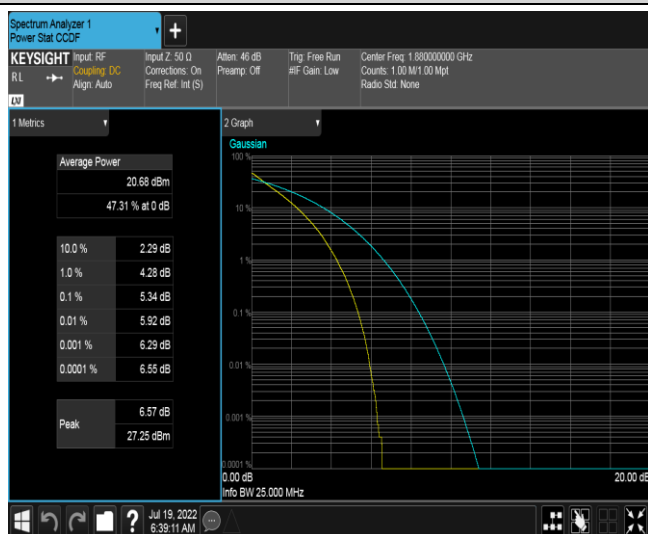 Spectrum Analyzer 1
Power Stat CCDF
+
KEYSIGHT
RL
LXI
Input: RF
Coupling: DC
Align: Auto
Input Z: 50 Ω
Corrections: On
Freq Ref: Int (S)
Atten: 46 dB
Preamp: Off
Trig: Free Run
#IF Gain: Low
Center Freq: 1.880000000 GHz
Counts: 1.00 M/1.00 Mpt
Radio Std: None
1 Metrics
Average Power
20.68 dBm
47.31 % at 0 dB
10.0 % 2.29 dB
1.0 % 4.28 dB
0.1 % 5.34 dB
0.01 % 5.92 dB
0.001 % 6.29 dB
0.0001 % 6.55 dB
Peak
6.57 dB
27.25 dBm
2 Graph
Gaussian
100 %
10 %
1 %
0.1 %
0.01 %
0.001 %
0.0001 %
0.00 dB
20.00 dB
Info BW 25.000 MHz
?
Jul 19, 2022
6:39:11 AM